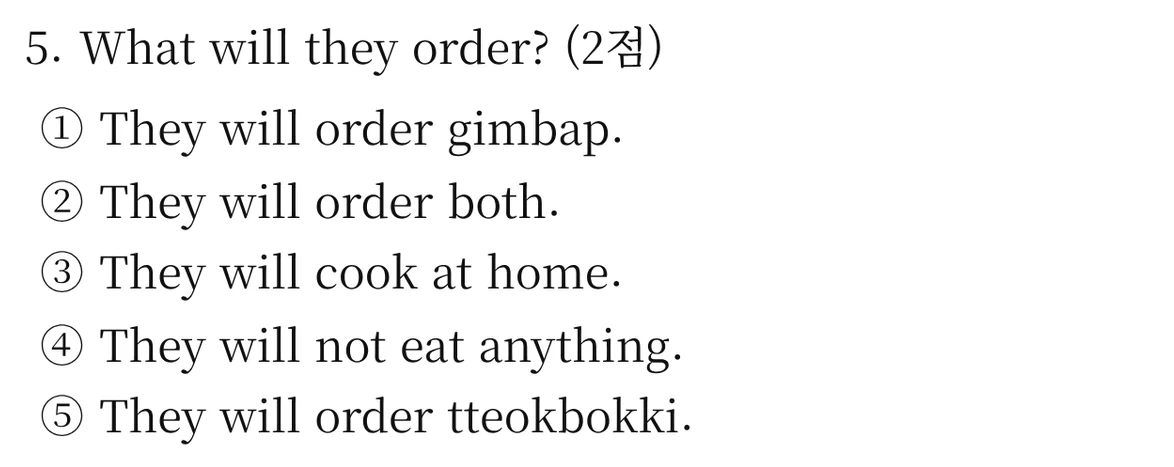 5. What will they order? (2점)
① They will order gimbap.
② They will order both.
③ They will cook at home.
④ They will not eat anything.
⑤ They will order tteokbokki.